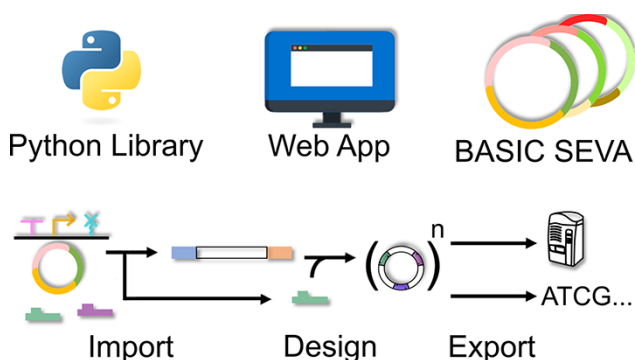 Python Library
Web App
BASIC SEVA
n
( )
ATCG...
Import
Design
Export